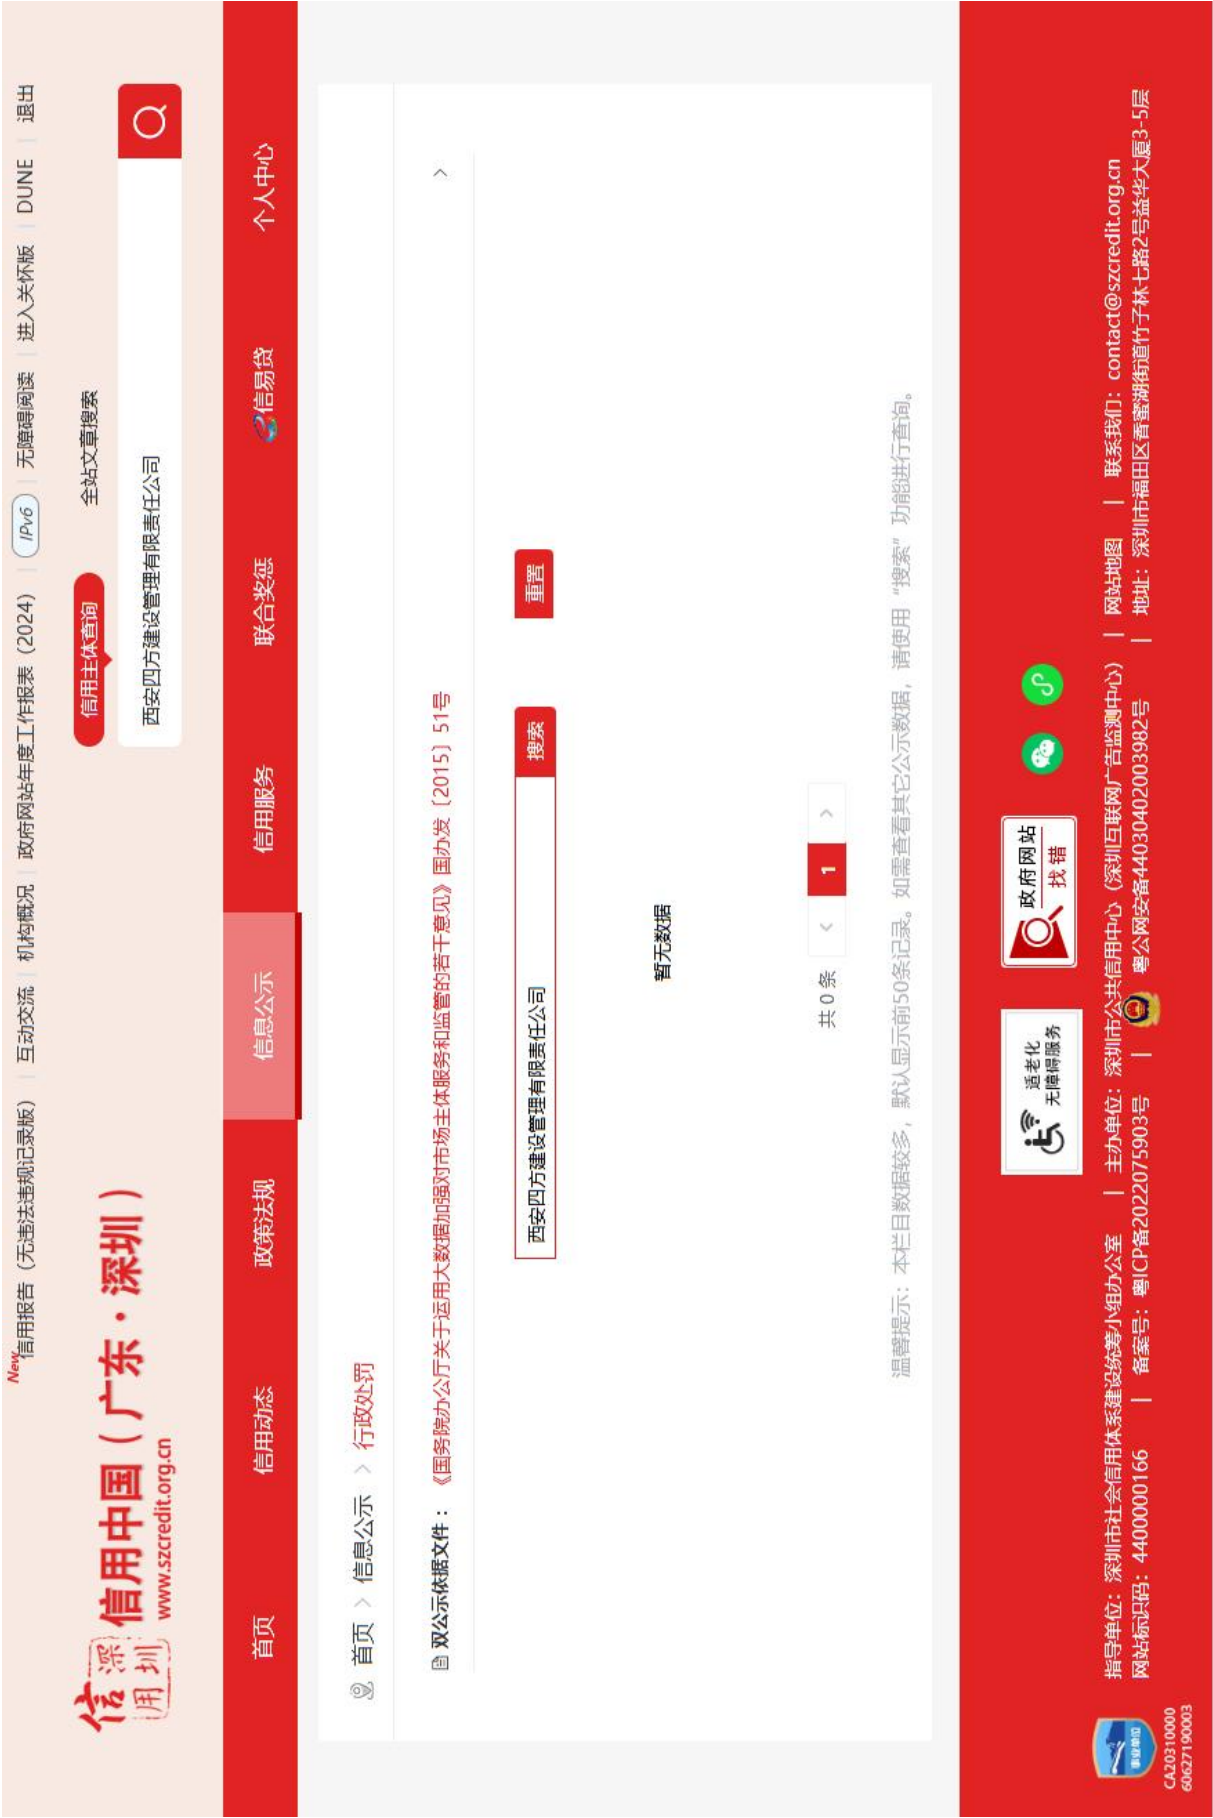 New
信用报告（无违法违规记录版） | 互动交流 | 机构概况 | 政府网站年度工作报表（2024） | IPv6 | 无障碍阅读 | 进入关怀版 | DUNE | 退出
信用主体查询 全站文章搜索
信用深圳
信用中国（广东·深圳）
www.szcredit.org.cn
西安四方建设管理有限责任公司
首页 信用动态 政策法规 信息公示 信用服务 联合奖惩 信易贷 个人中心
首页 > 信息公示 > 行政处罚
双公示依据文件： 《国务院办公厅关于运用大数据加强对市场主体服务和监管的若干意见》国办发〔2015〕51号 >
西安四方建设管理有限责任公司 搜索 重置
暂无数据
共 0 条 < 1 >
温馨提示：本栏目数据较多，默认显示前50条记录。如需查看其它公示数据，请使用“搜索”功能进行查询。
适老化
无障碍服务
政府网站
找错
指导单位：深圳市社会信用体系建设统筹小组办公室 | 主办单位：深圳市公共信用中心（深圳互联网广告监测中心） | 网站地图 | 联系我们：contact@szcredit.org.cn
网站标识码：4400000166 | 备案号：粤ICP备2022075903号 | 粤公网安备44030402003982号 | 地址：深圳市福田区香蜜湖街道竹子林七路2号益华大厦3-5层
事业单位
CA20310000
60627190003